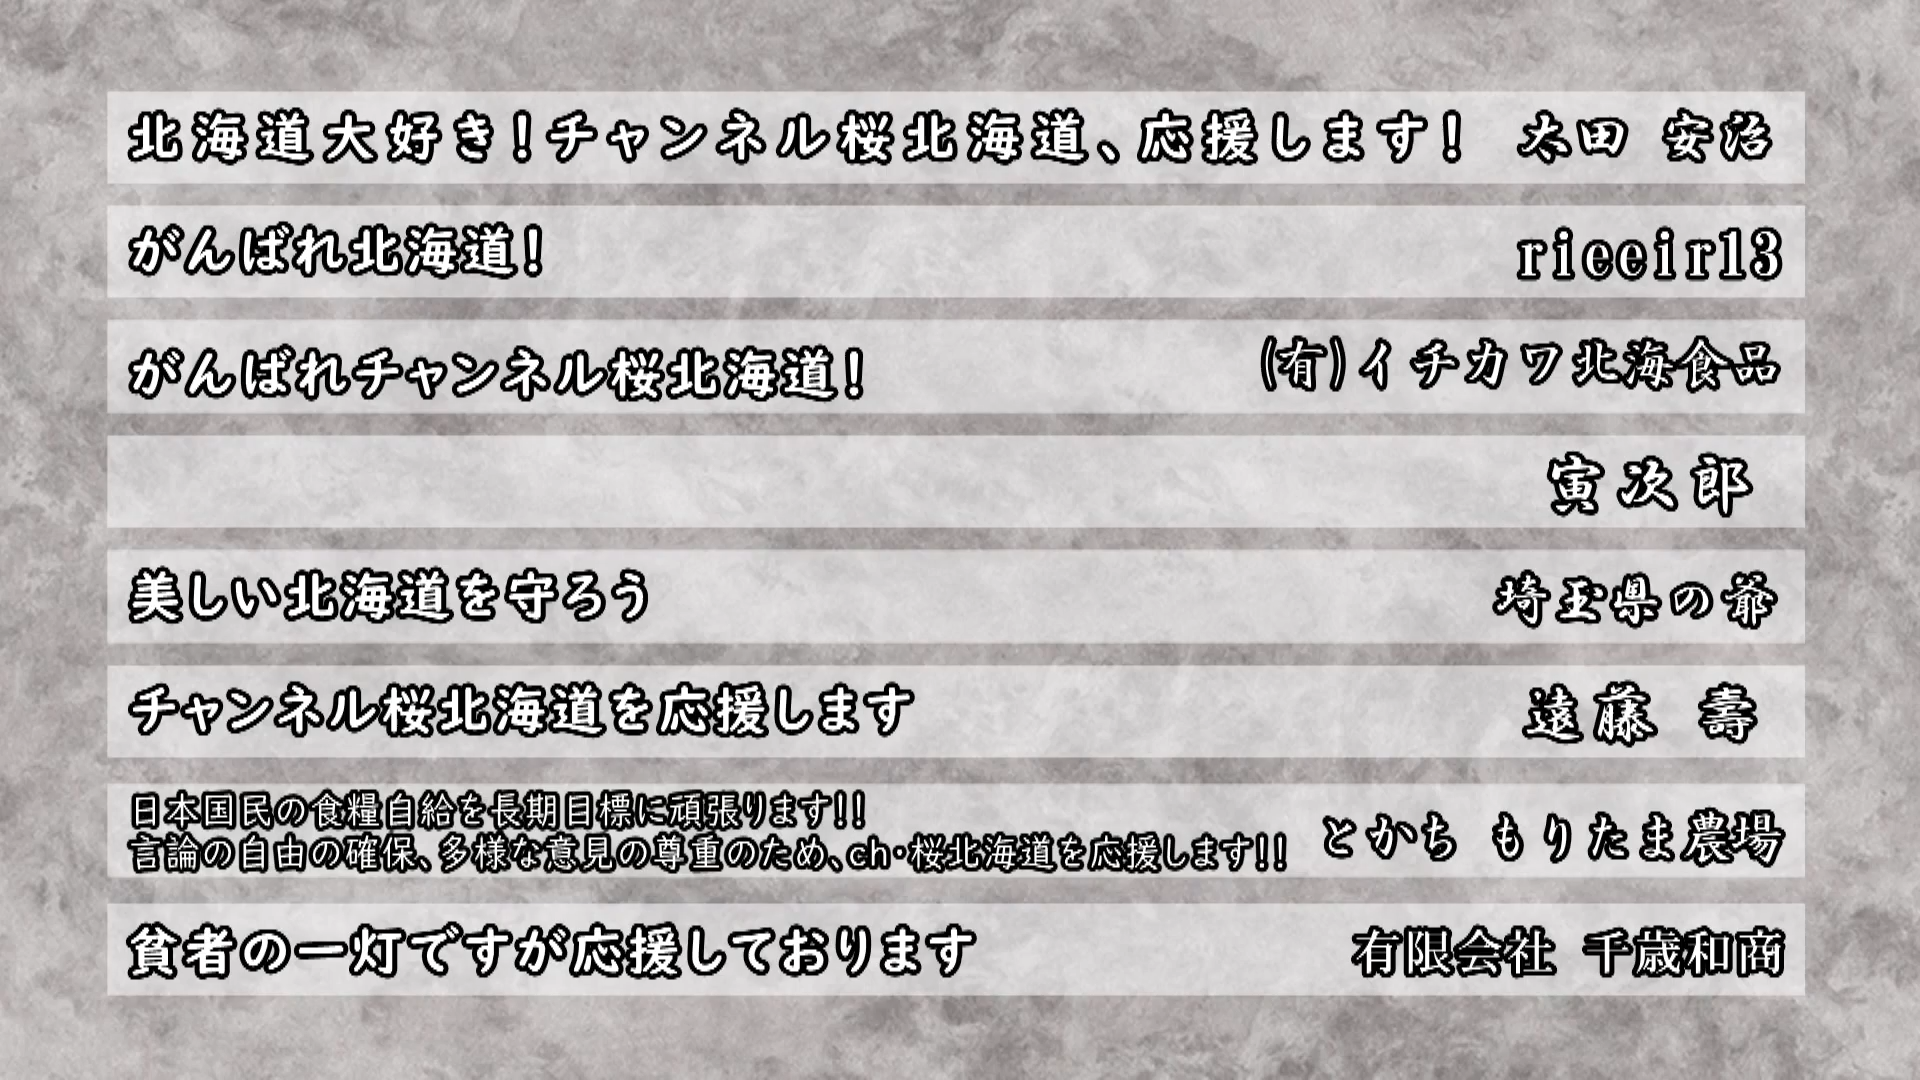 北海道大好き！チャンネル桜北海道、応援します！ 太田 安治
がんばれ北海道！ rieeir13
がんばれチャンネル桜北海道！ (有)イチカワ北海食品
寅次郎
美しい北海道を守ろう 埼玉県の爺
チャンネル桜北海道を応援します 遠藤 壽
日本国民の食糧自給を長期目標に頑張ります!!
言論の自由の確保、多様な意見の尊重のため、ch・桜北海道を応援します!! とかち もりたま農場
貧者の一灯ですが応援しております 有限会社 千歳和商